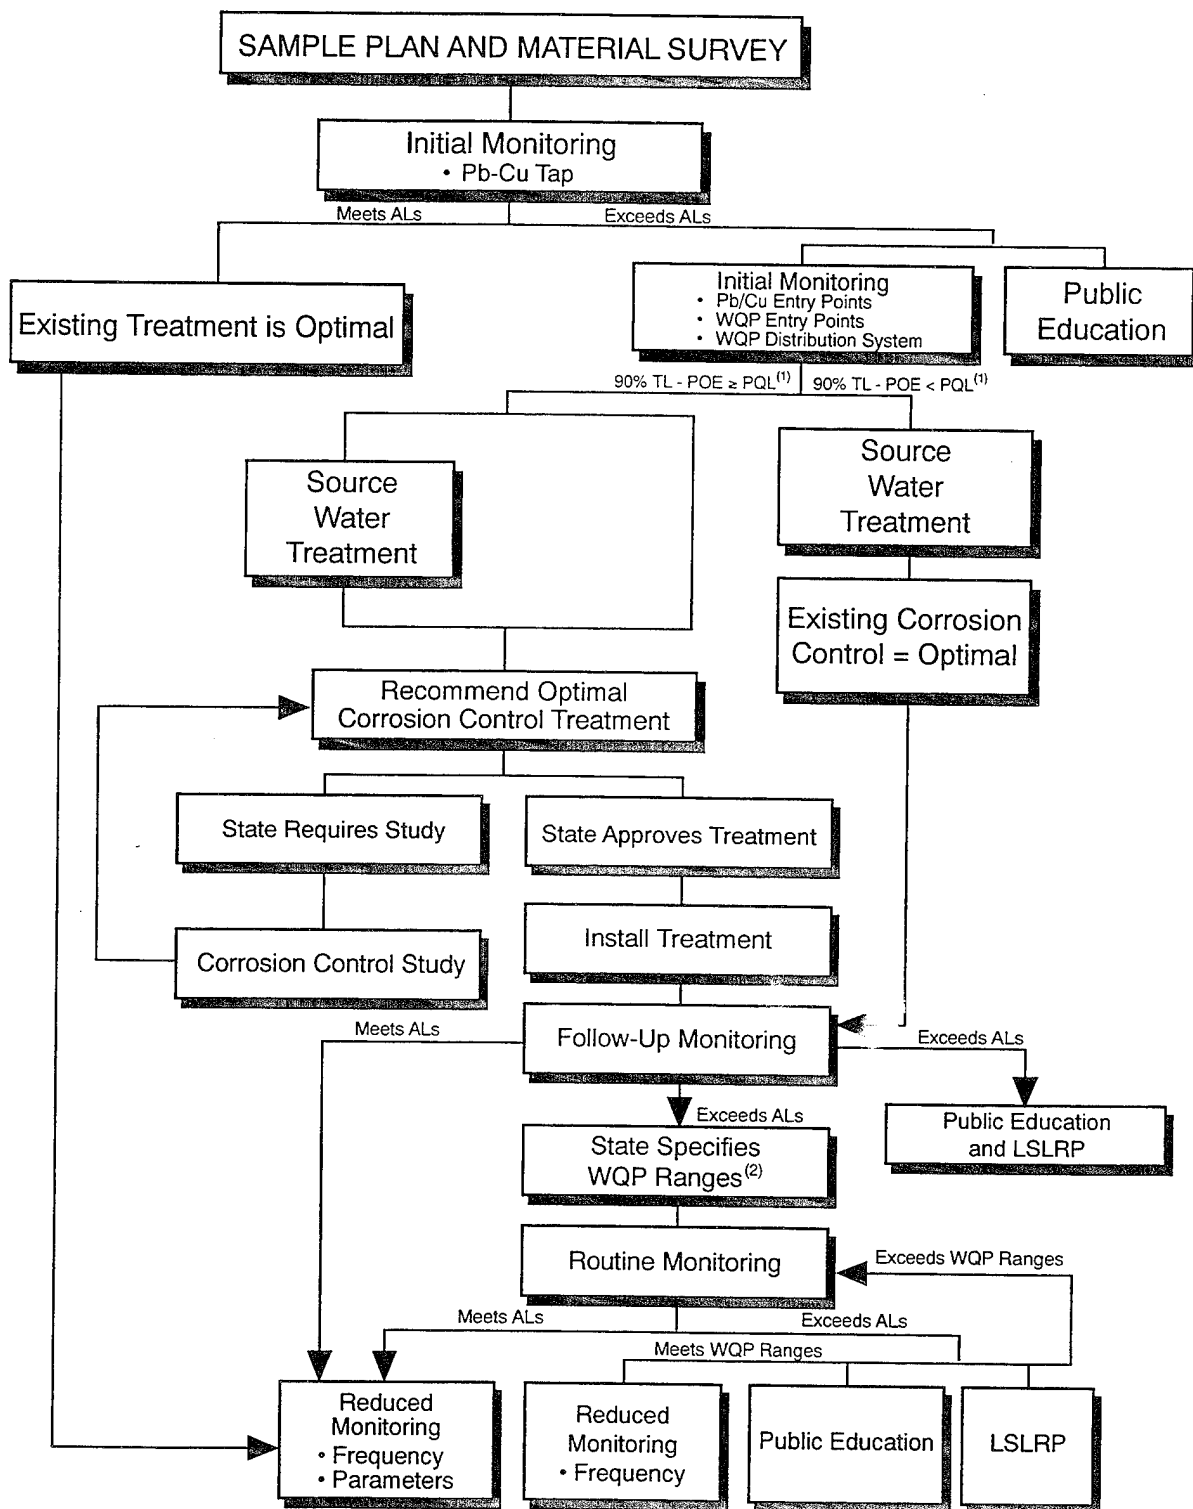 SAMPLE PLAN AND MATERIAL SURVEY
Initial Monitoring
• Pb-Cu Tap
Meets ALs
Exceeds ALs
Existing Treatment is Optimal
Initial Monitoring
• Pb/Cu Entry Points
• WQP Entry Points
• WQP Distribution System
Public
Education
90% TL - POE ≥ PQL(1)
90% TL - POE < PQL(1)
Source
Water
Treatment
Source
Water
Treatment
Existing Corrosion
Control = Optimal
Recommend Optimal
Corrosion Control Treatment
State Requires Study
State Approves Treatment
Corrosion Control Study
Install Treatment
Meets ALs
Follow-Up Monitoring
Exceeds ALs
Exceeds ALs
Public Education
and LSLRP
State Specifies
WQP Ranges(2)
Routine Monitoring
Exceeds WQP Ranges
Meets ALs
Exceeds ALs
Meets WQP Ranges
Reduced
Monitoring
• Frequency
• Parameters
Reduced
Monitoring
• Frequency
Public Education
LSLRP